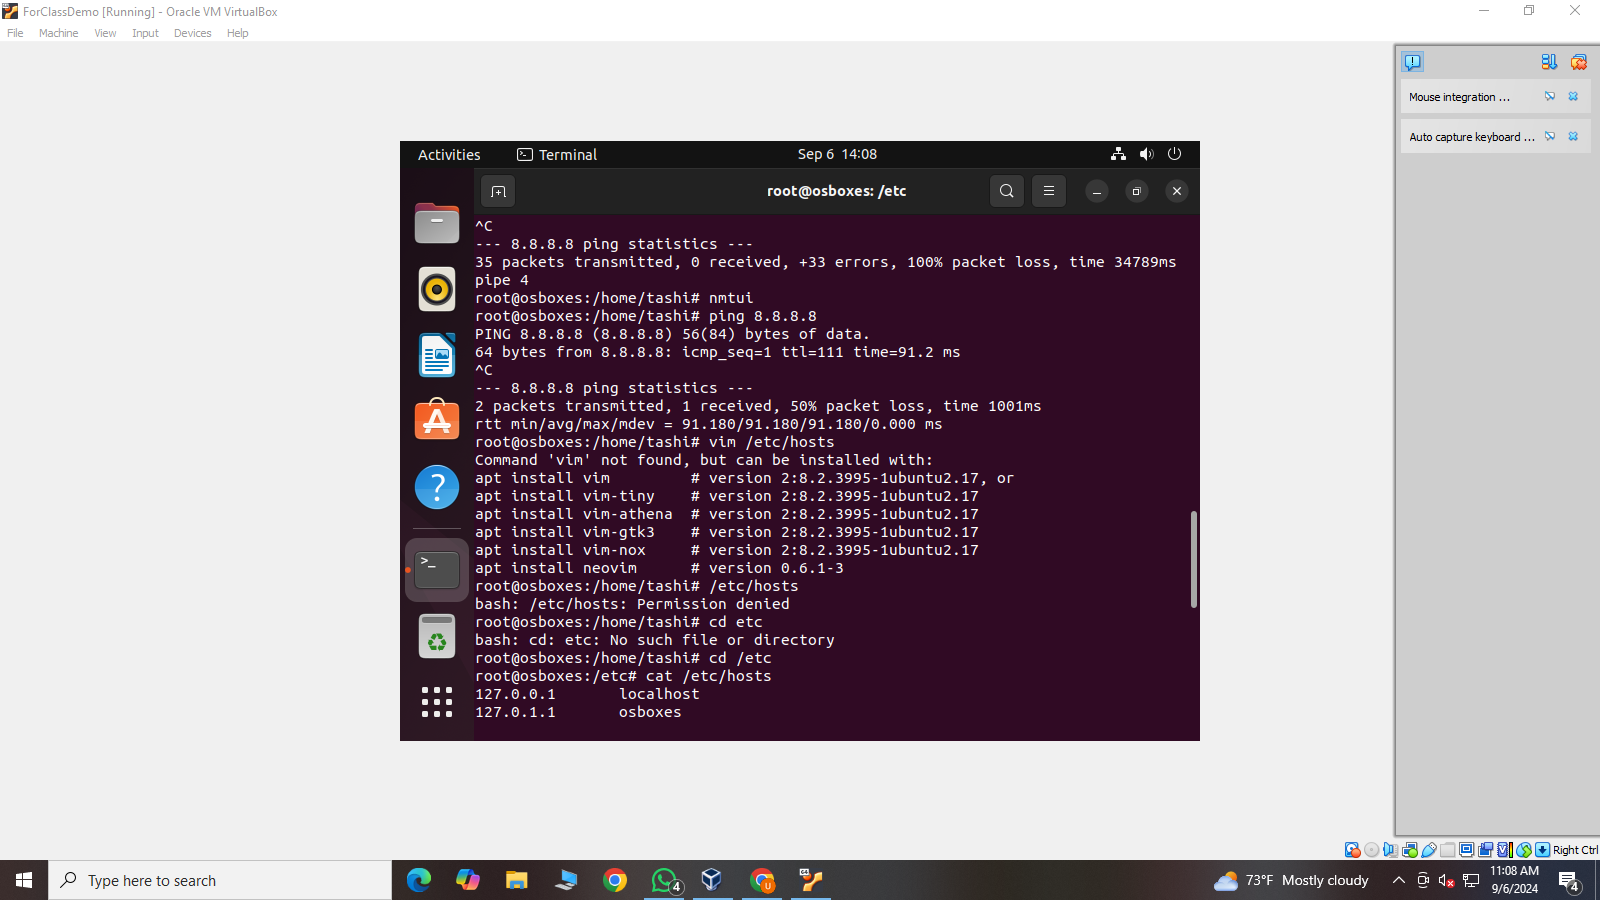 ForClassDemo [Running] - Oracle VM VirtualBox
File Machine View Input Devices Help
Mouse integration ...
Auto capture keyboard ...
Activities Terminal Sep 6 14:08
root@osboxes: /etc
^C
--- 8.8.8.8 ping statistics ---
35 packets transmitted, 0 received, +33 errors, 100% packet loss, time 34789ms
pipe 4
root@osboxes:/home/tashi# nmtui
root@osboxes:/home/tashi# ping 8.8.8.8
PING 8.8.8.8 (8.8.8.8) 56(84) bytes of data.
64 bytes from 8.8.8.8: icmp_seq=1 ttl=111 time=91.2 ms
^C
--- 8.8.8.8 ping statistics ---
2 packets transmitted, 1 received, 50% packet loss, time 1001ms
rtt min/avg/max/mdev = 91.180/91.180/91.180/0.000 ms
root@osboxes:/home/tashi# vim /etc/hosts
Command 'vim' not found, but can be installed with:
apt install vim         # version 2:8.2.3995-1ubuntu2.17, or
apt install vim-tiny    # version 2:8.2.3995-1ubuntu2.17
apt install vim-athena  # version 2:8.2.3995-1ubuntu2.17
apt install vim-gtk3    # version 2:8.2.3995-1ubuntu2.17
apt install vim-nox     # version 2:8.2.3995-1ubuntu2.17
apt install neovim      # version 0.6.1-3
root@osboxes:/home/tashi# /etc/hosts
bash: /etc/hosts: Permission denied
root@osboxes:/home/tashi# cd etc
bash: cd: etc: No such file or directory
root@osboxes:/home/tashi# cd /etc
root@osboxes:/etc# cat /etc/hosts
127.0.0.1       localhost
127.0.1.1       osboxes
Right Ctrl
Type here to search
4
U
73°F Mostly cloudy
11:08 AM
9/6/2024
4